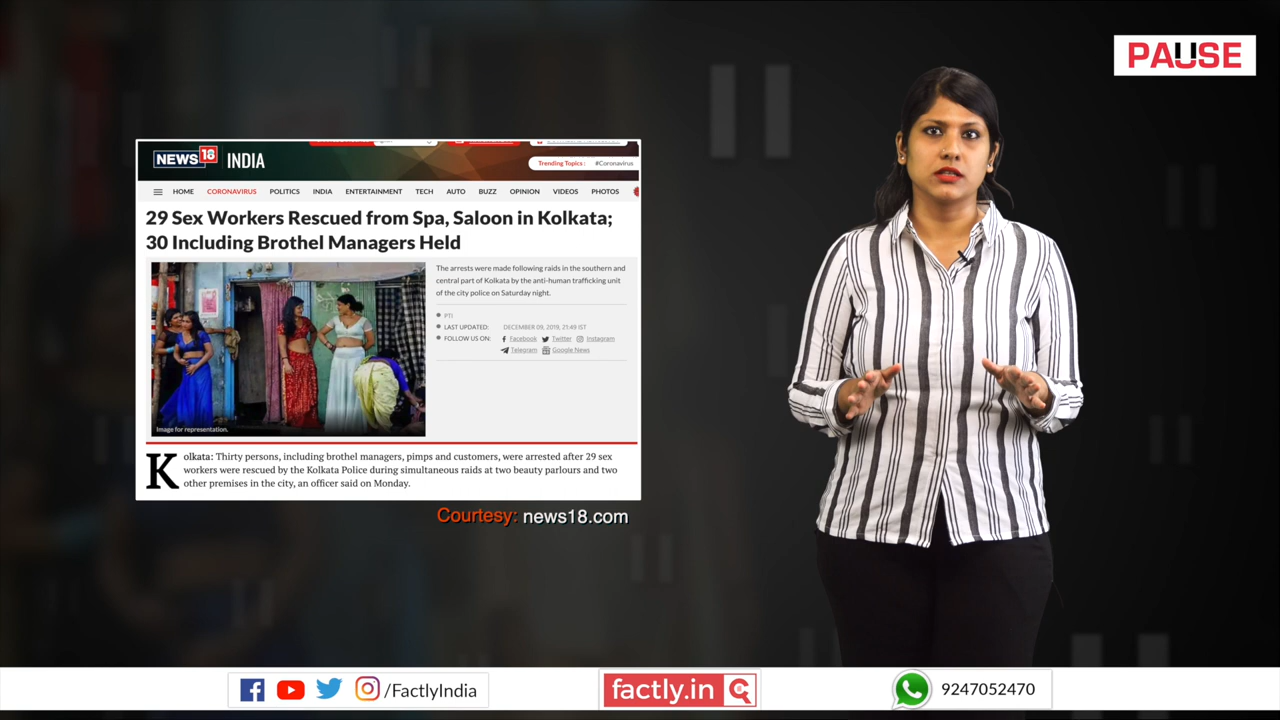 PAUSE
NEWS 18 INDIA
Trending Topics : #Coronavirus
HOME CORONAVIRUS POLITICS INDIA ENTERTAINMENT TECH AUTO BUZZ OPINION VIDEOS PHOTOS
29 Sex Workers Rescued from Spa, Saloon in Kolkata;
30 Including Brothel Managers Held
The arrests were made following raids in the southern and
central part of Kolkata by the anti-human trafficking unit
of the city police on Saturday night.
PTI
LAST UPDATED: DECEMBER 09, 2019, 21:49 IST
FOLLOW US ON: Facebook Twitter Instagram
Telegram Google News
Image for representation.
Kolkata: Thirty persons, including brothel managers, pimps and customers, were arrested after 29 sex
workers were rescued by the Kolkata Police during simultaneous raids at two beauty parlours and two
other premises in the city, an officer said on Monday.
Courtesy: news18.com
/FactlyIndia
factly.in
9247052470